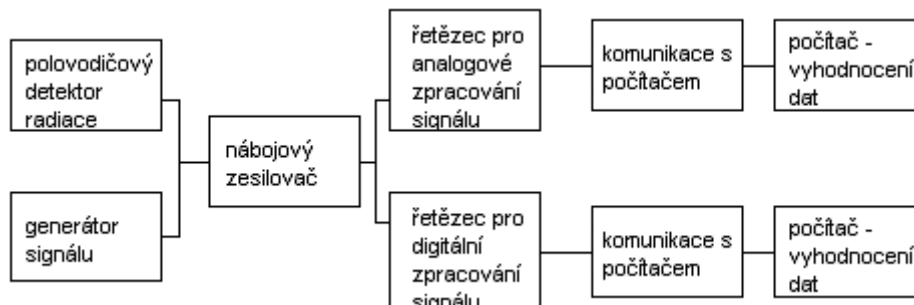 polovodičový
detektor
radiace
generátor
signálu
nábojový
zesilovač
řetězec pro
analogové
zpracování
signálu
komunikace s
počítačem
počítač -
vyhodnocení
dat
řetězec pro
digitální
zpracování
signálu
komunikace s
počítačem
počítač -
vyhodnocení
dat